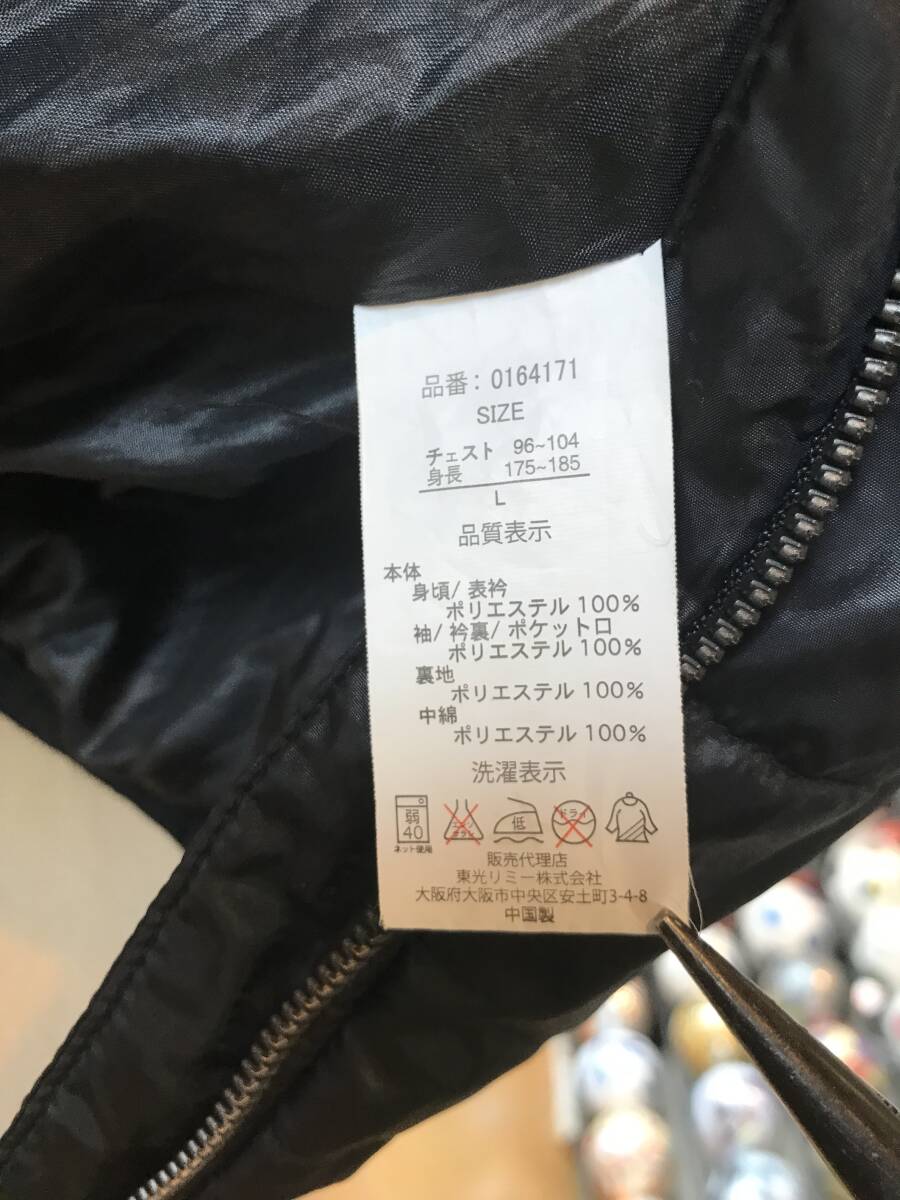 品番: 0164171
SIZE
チェスト 96~104
身長 175~185
L
品質表示
本体
身頃/表衿
ポリエステル 100%
袖/衿裏/ポケット口
ポリエステル 100%
裏地
ポリエステル 100%
中綿
ポリエステル 100%
洗濯表示
弱 40 低 ドライ
ネット使用
販売代理店
東光リミー株式会社
大阪府大阪市中央区安土町3-4-8
中国製